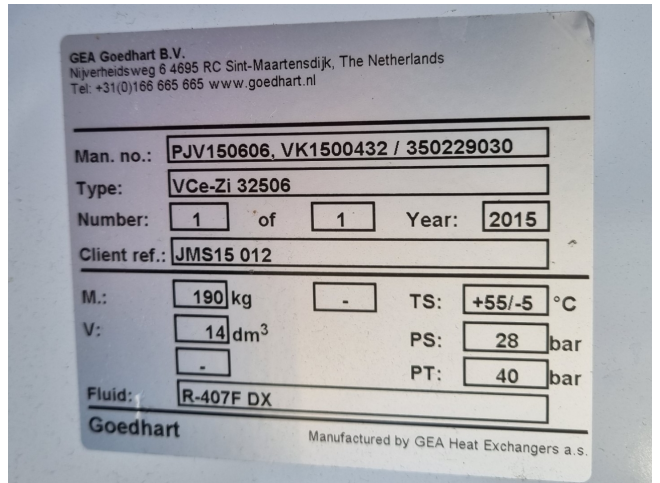 GEA Goedhart B.V.
Nijverheidsweg 6 4695 RC Sint-Maartensdijk, The Netherlands
Tel: +31(0)166 665 665 www.goedhart.nl
Man. no.: PJV150606, VK1500432 / 350229030
Type: VCe-Zi 32506
Number: 1 of 1 Year: 2015
Client ref.: JMS15 012
M.: 190 kg - TS: +55/-5 °C
V: 14 dm³ PS: 28 bar
- PT: 40 bar
Fluid: R-407F DX
Goedhart Manufactured by GEA Heat Exchangers a.s.